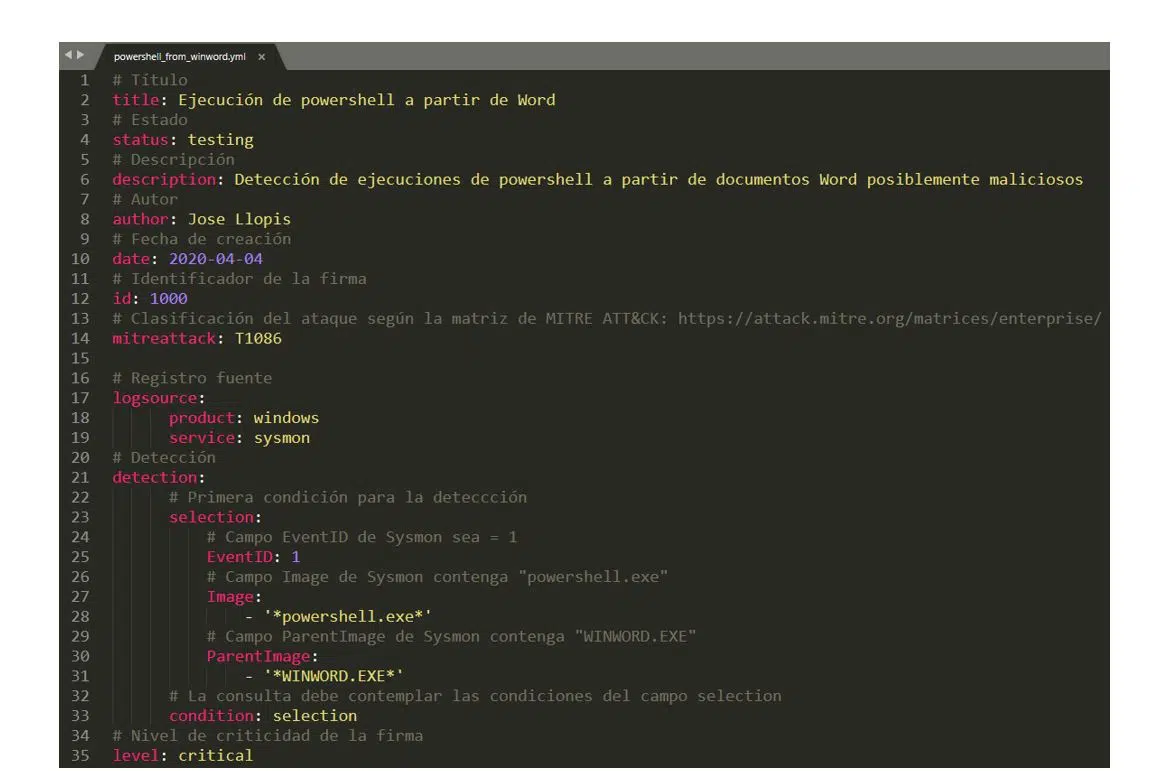 powershell_from_winword.yml ×
1 # Título
2 title: Ejecución de powershell a partir de Word
3 # Estado
4 status: testing
5 # Descripción
6 description: Detección de ejecuciones de powershell a partir de documentos Word posiblemente maliciosos
7 # Autor
8 author: Jose Llopis
9 # Fecha de creación
10 date: 2020-04-04
11 # Identificador de la firma
12 id: 1000
13 # Clasificación del ataque según la matriz de MITRE ATT&CK: https://attack.mitre.org/matrices/enterprise/
14 mitreattack: T1086
15
16 # Registro fuente
17 logsource:
18 product: windows
19 service: sysmon
20 # Detección
21 detection:
22 # Primera condición para la deteccción
23 selection:
24 # Campo EventID de Sysmon sea = 1
25 EventID: 1
26 # Campo Image de Sysmon contenga "powershell.exe"
27 Image:
28 - '*powershell.exe*'
29 # Campo ParentImage de Sysmon contenga "WINWORD.EXE"
30 ParentImage:
31 - '*WINWORD.EXE*'
32 # La consulta debe contemplar las condiciones del campo selection
33 condition: selection
34 # Nivel de criticidad de la firma
35 level: critical